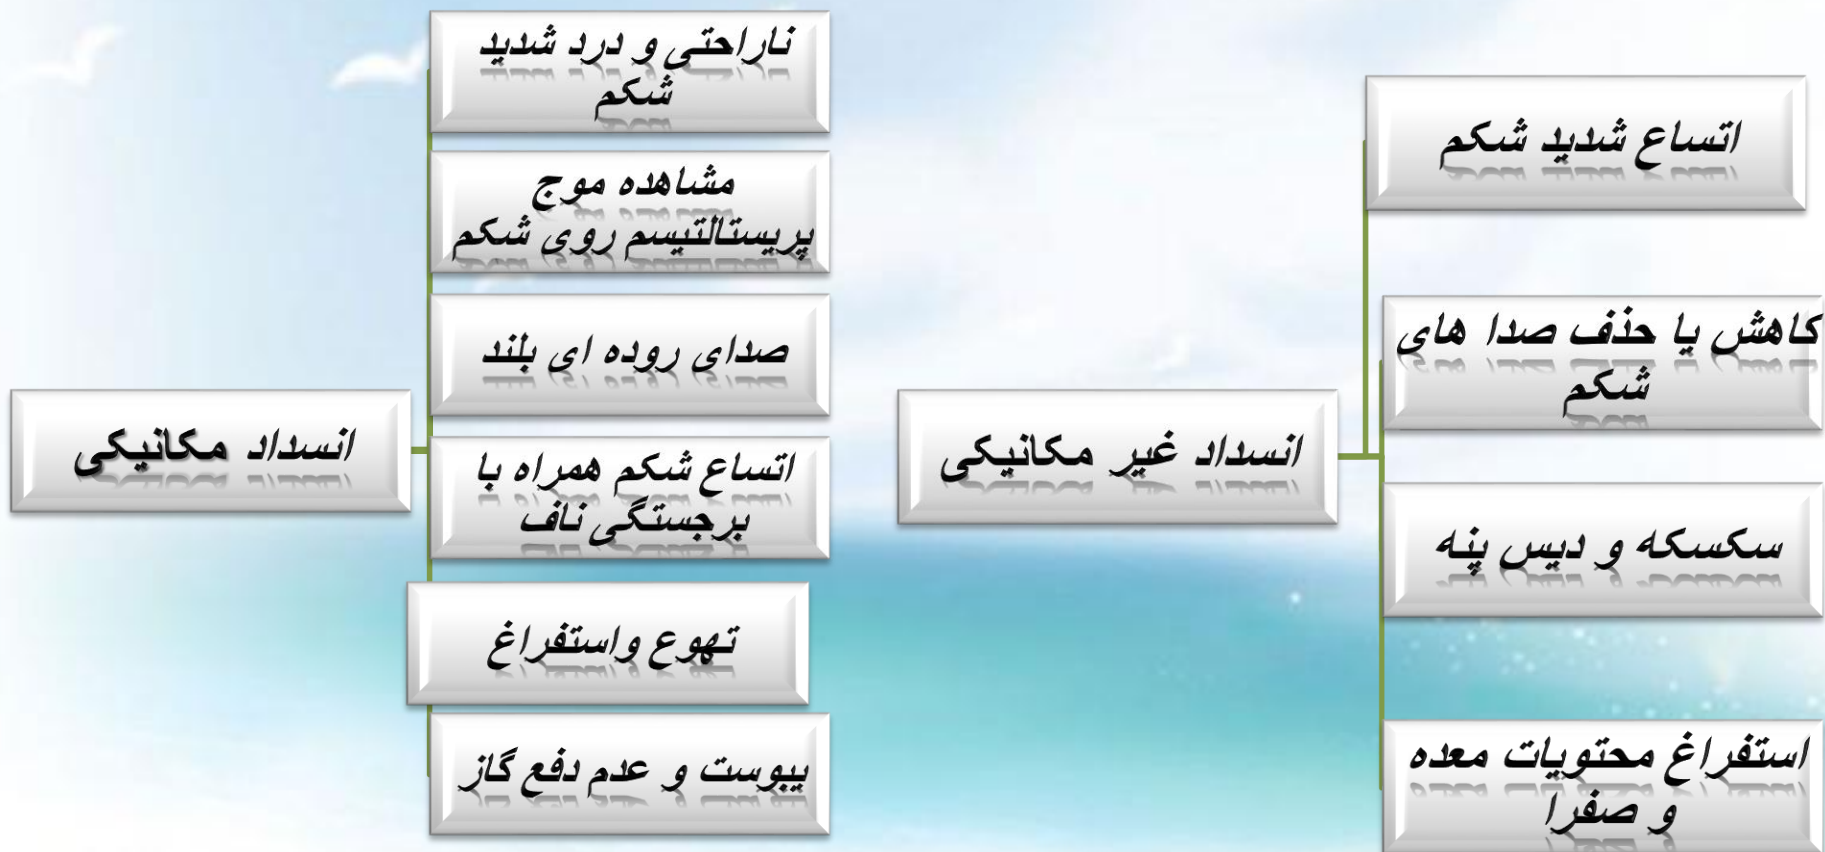 انسداد مکانیکی
ناراحتی و درد شدید
شکم
مشاهده موج
پریستالتیسم روی شکم
صدای روده ای بلند
اتساع شکم همراه با
برجستگی ناف
تهوع واستفراغ
یبوست و عدم دفع گاز
انسداد غیر مکانیکی
اتساع شدید شکم
کاهش یا حذف صدا های
شکم
سکسکه و دیس پنه
استفراغ محتویات معده
و صفرا